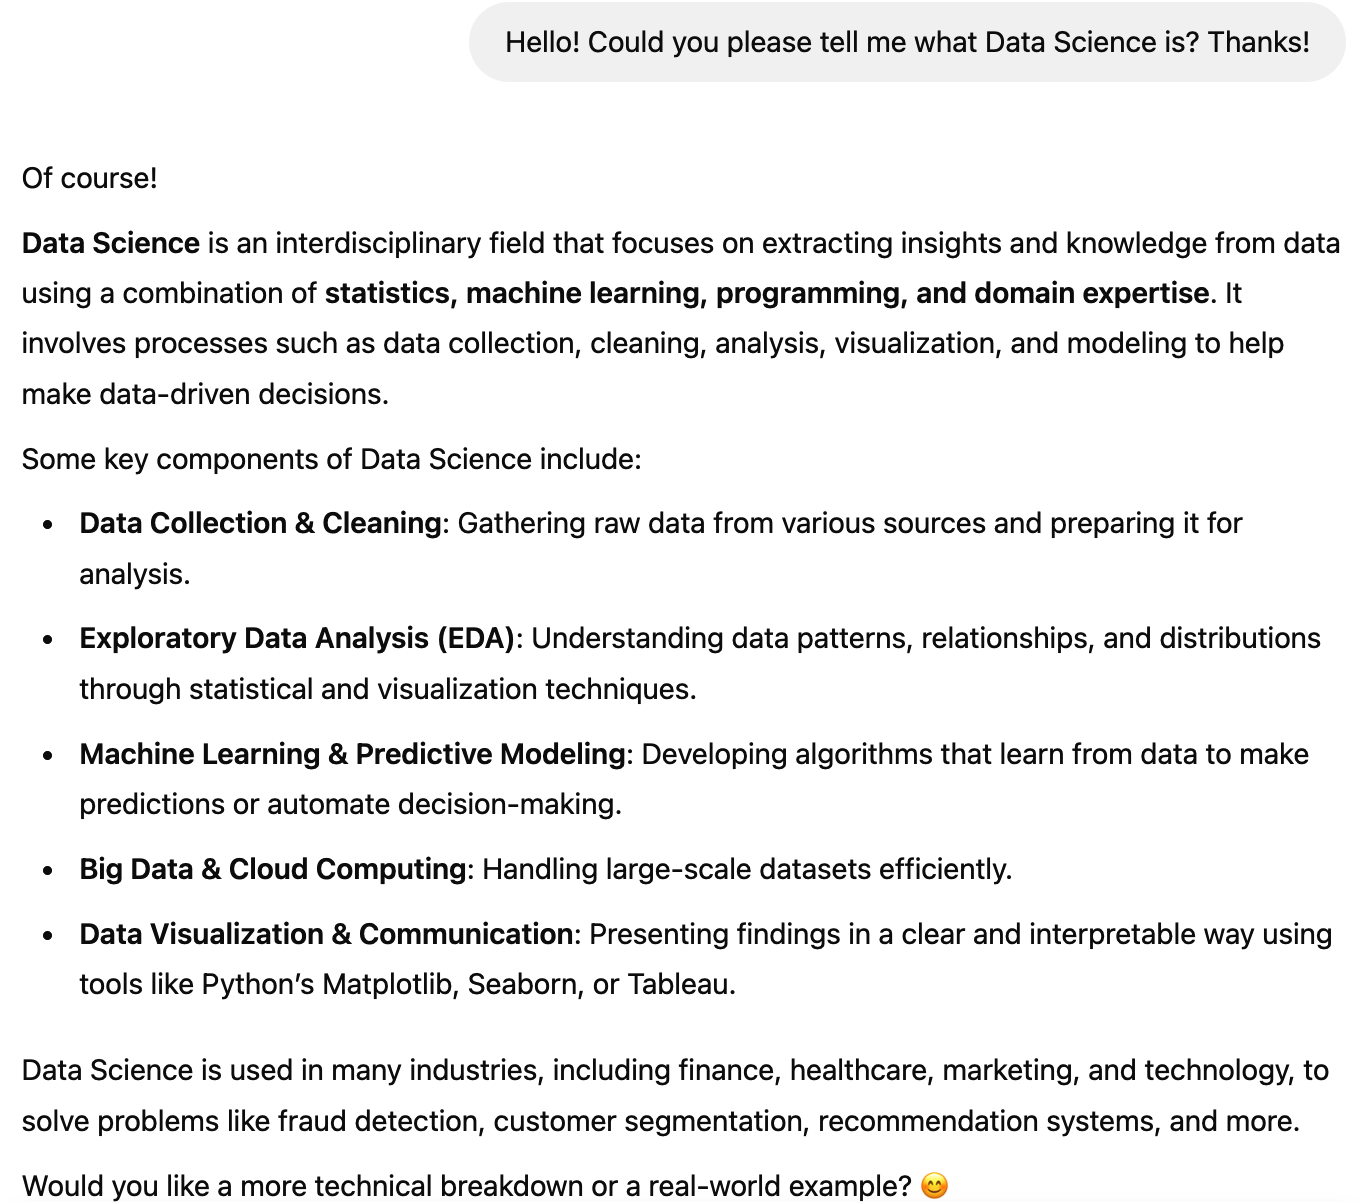 Hello! Could you please tell me what Data Science is? Thanks!
Of course!
Data Science is an interdisciplinary field that focuses on extracting insights and knowledge from data
using a combination of statistics, machine learning, programming, and domain expertise. It
involves processes such as data collection, cleaning, analysis, visualization, and modeling to help
make data-driven decisions.
Some key components of Data Science include:
• Data Collection & Cleaning: Gathering raw data from various sources and preparing it for
analysis.
• Exploratory Data Analysis (EDA): Understanding data patterns, relationships, and distributions
through statistical and visualization techniques.
• Machine Learning & Predictive Modeling: Developing algorithms that learn from data to make
predictions or automate decision-making.
• Big Data & Cloud Computing: Handling large-scale datasets efficiently.
• Data Visualization & Communication: Presenting findings in a clear and interpretable way using
tools like Python’s Matplotlib, Seaborn, or Tableau.
Data Science is used in many industries, including finance, healthcare, marketing, and technology, to
solve problems like fraud detection, customer segmentation, recommendation systems, and more.
Would you like a more technical breakdown or a real-world example? 😊